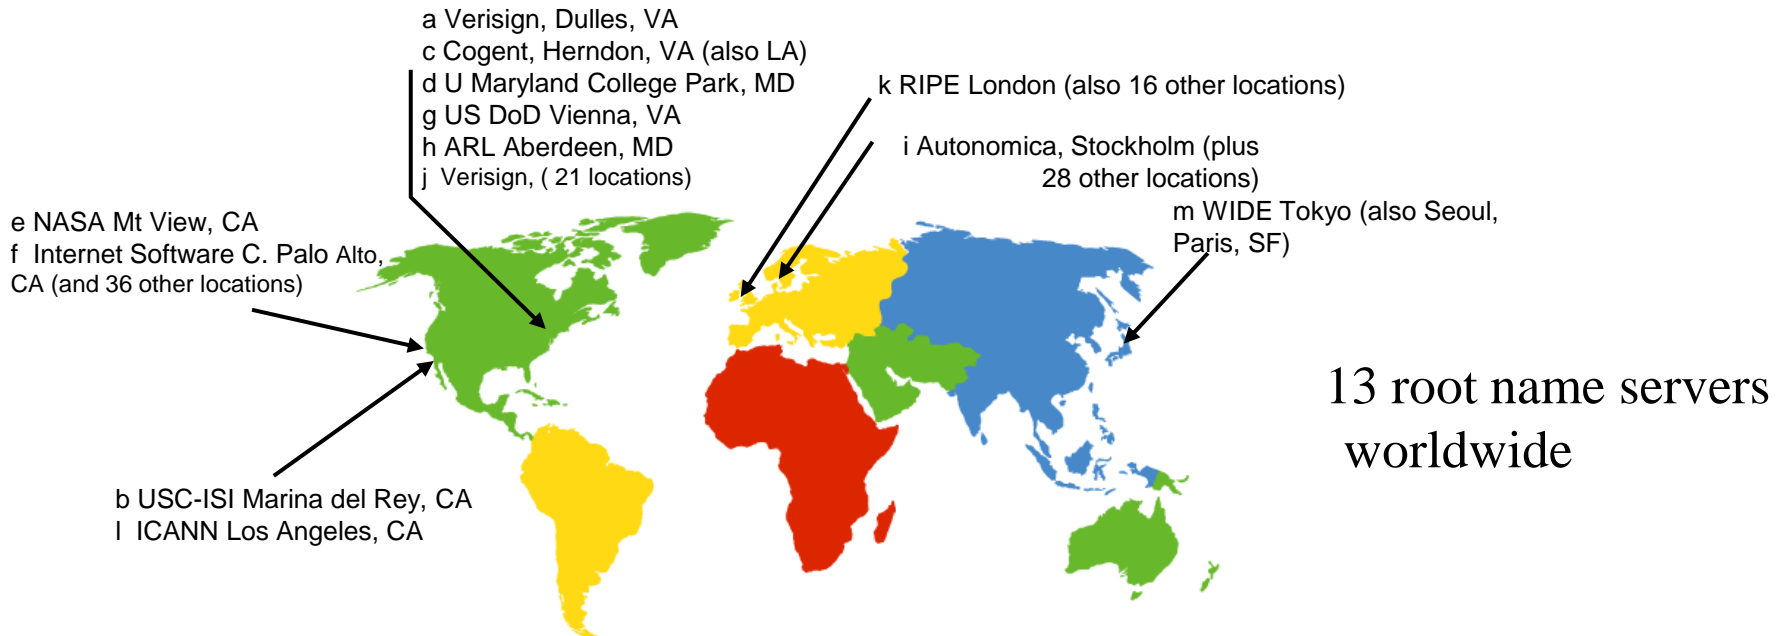 a Verisign, Dulles, VA
c Cogent, Herndon, VA (also LA)
d U Maryland College Park, MD
g US DoD Vienna, VA
h ARL Aberdeen, MD
j Verisign, ( 21 locations)
k RIPE London (also 16 other locations)
i Autonomica, Stockholm (plus
28 other locations)
m WIDE Tokyo (also Seoul,
Paris, SF)
e NASA Mt View, CA
f Internet Software C. Palo Alto,
CA (and 36 other locations)
13 root name servers
worldwide
b USC-ISI Marina del Rey, CA
l ICANN Los Angeles, CA